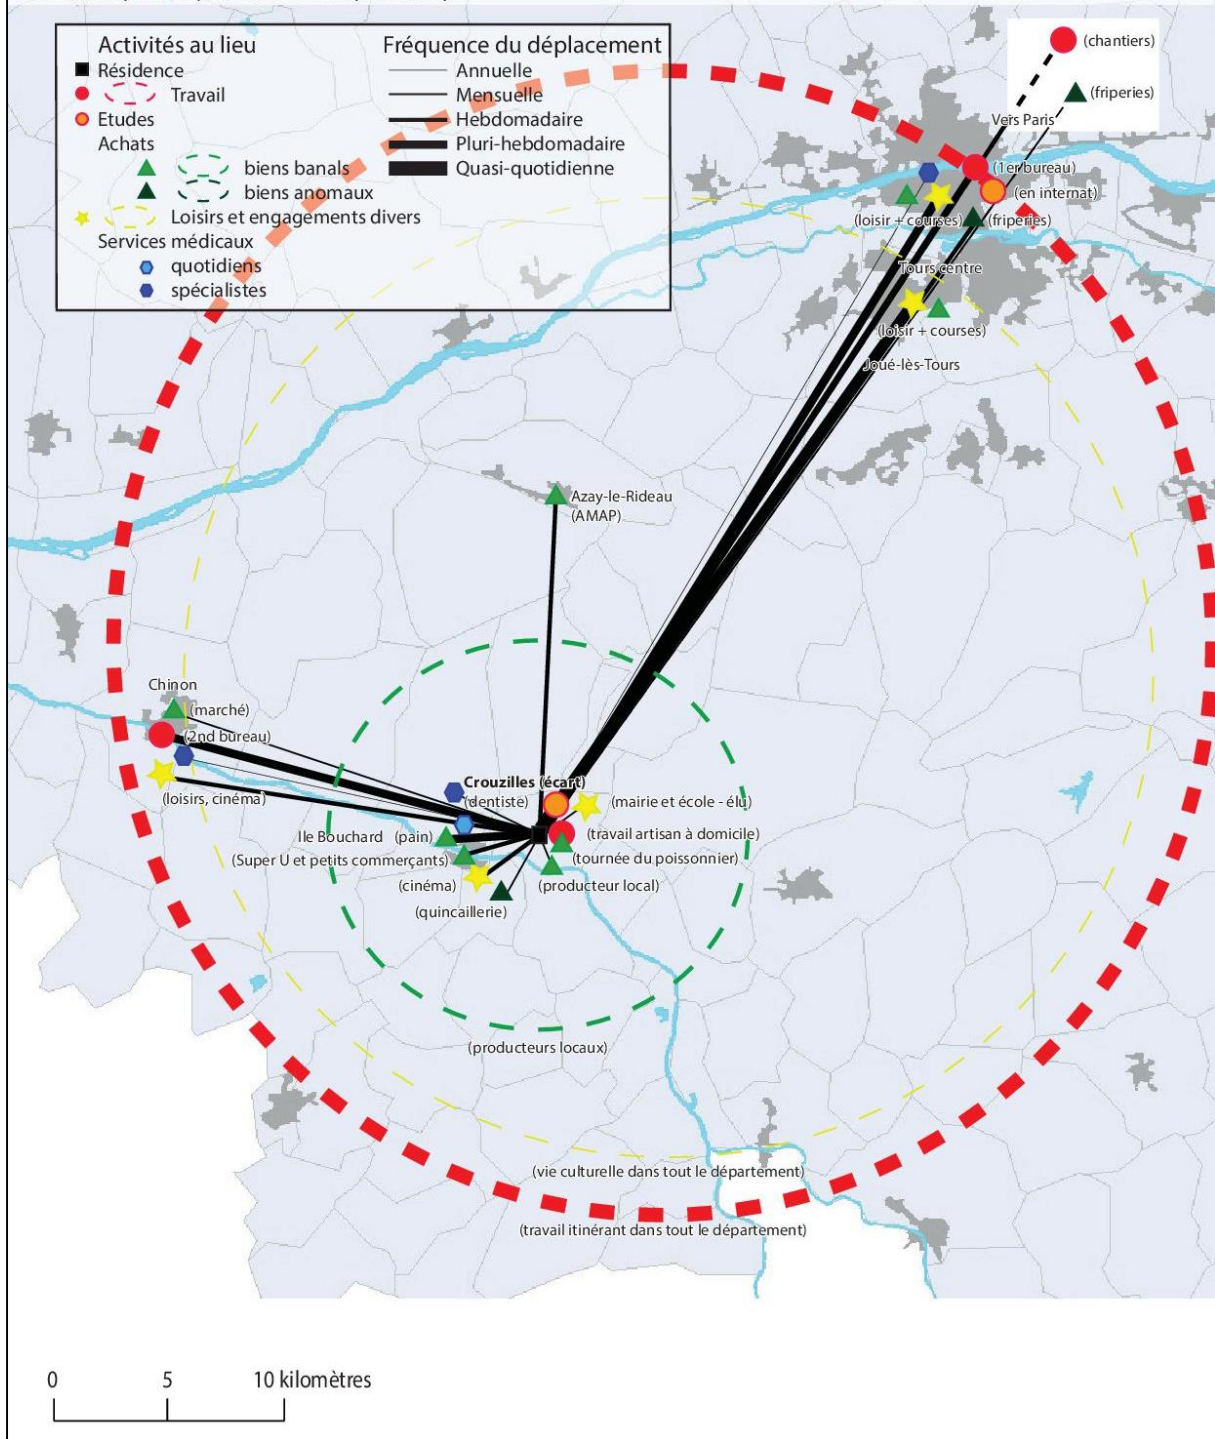 Activités au lieu
Résidence
Travail
Etudes
Achats
biens banals
biens anomaux
Loisirs et engagements divers
Services médicaux
quotidiens
spécialistes
Fréquence du déplacement
Annuelle
Mensuelle
Hebdomadaire
Pluri-hebdomadaire
Quasi-quotidienne
(chantiers)
(friperies)
Vers Paris
(1er bureau)
(en internat)
(loisir + courses)
(friperies)
Tours centre
(loisir + courses)
Joué-lès-Tours
Azay-le-Rideau
(AMAP)
Chinon
(marché)
(2nd bureau)
(loisirs, cinéma)
Crouzilles (écart)
(dentiste)
(mairie et école - élu)
Ile Bouchard (pain)
(travail artisan à domicile)
(Super U et petits commerçants)
(tournée du poissonnier)
(cinéma)
(producteur local)
(quincaillerie)
(producteurs locaux)
(vie culturelle dans tout le département)
(travail itinérant dans tout le département)
0 5 10 kilomètres